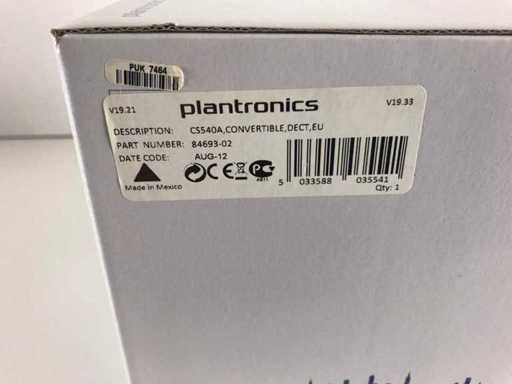 PUK 7464
V19.21
plantronics
V19.33
DESCRIPTION: CS540A,CONVERTIBLE,DECT,EU
PART NUMBER: 84693-02
DATE CODE: AUG-12
Made in Mexico
5 033588 035541
Qty: 1